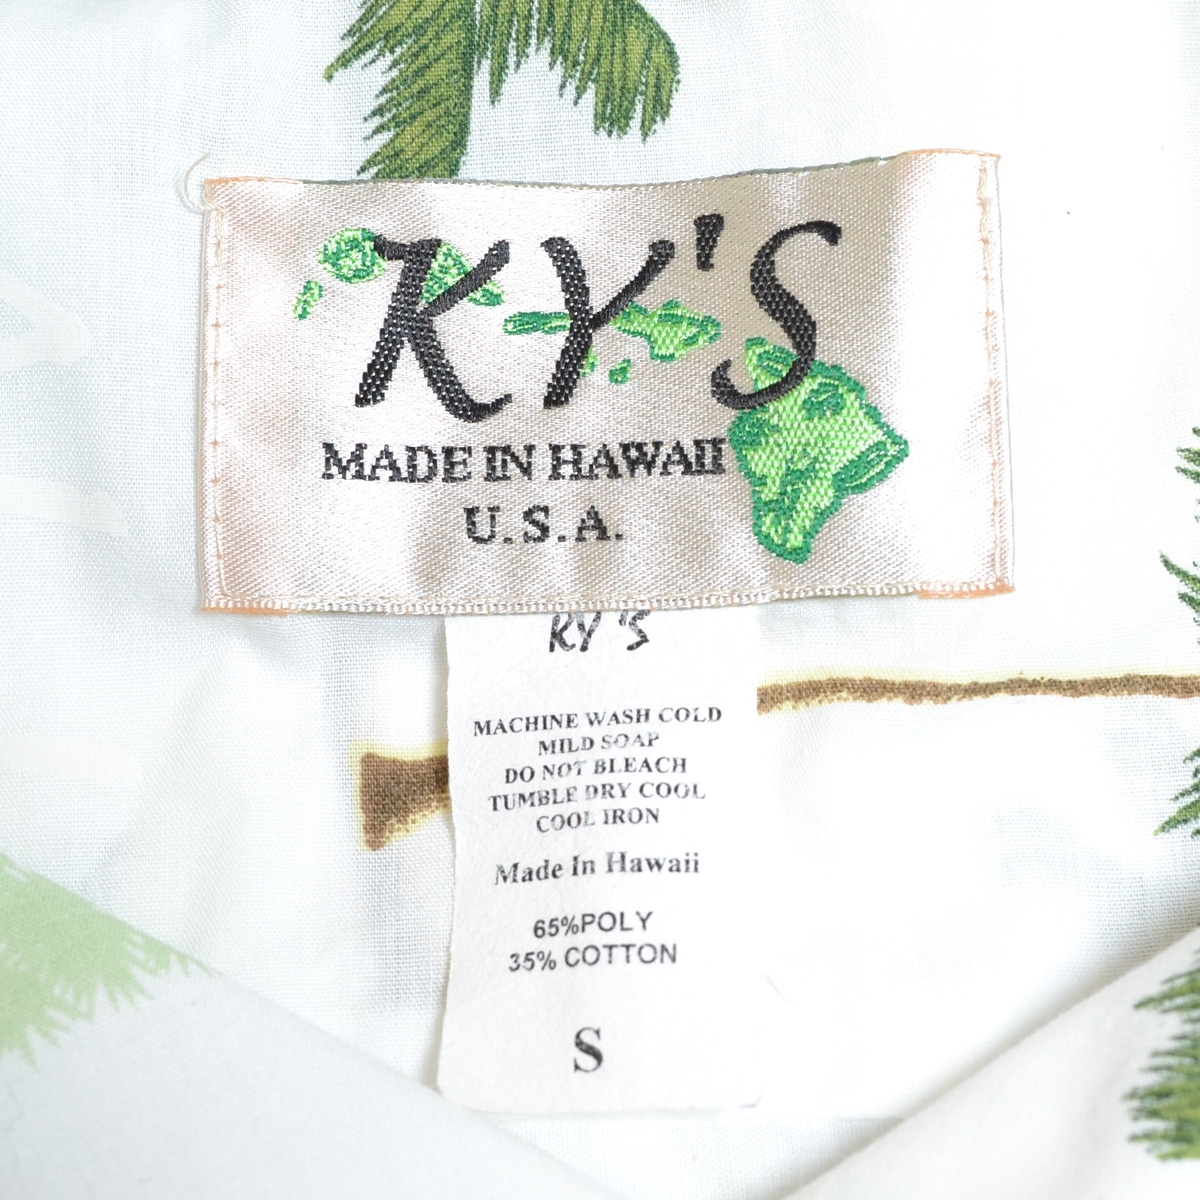 KY'S
MADE IN HAWAII
U.S.A.
KY'S
MACHINE WASH COLD
MILD SOAP
DO NOT BLEACH
TUMBLE DRY COOL
COOL IRON
Made In Hawaii
65%POLY
35% COTTON
S